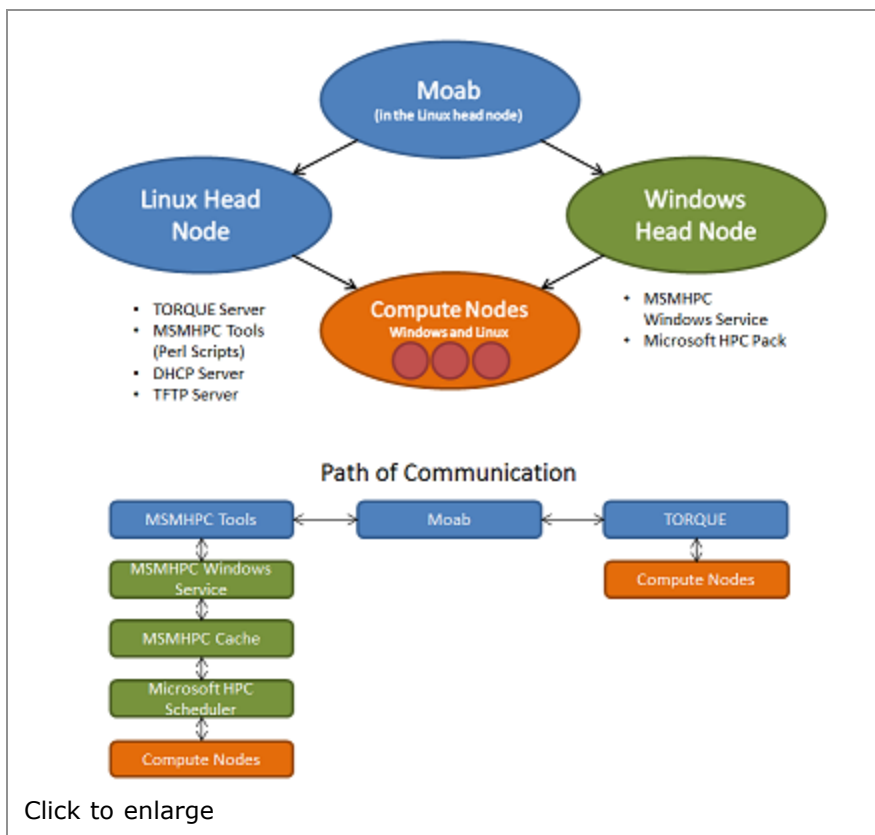 Moab
(in the Linux head node)
Linux Head
Node
Windows
Head Node
• TORQUE Server
• MSMHPC Tools
(Perl Scripts)
• DHCP Server
• TFTP Server
Compute Nodes
Windows and Linux
• MSMHPC
Windows Service
• Microsoft HPC Pack
Path of Communication
MSMHPC Tools
Moab
TORQUE
MSMHPC Windows
Service
Compute Nodes
MSMHPC Cache
Microsoft HPC
Scheduler
Compute Nodes
Click to enlarge